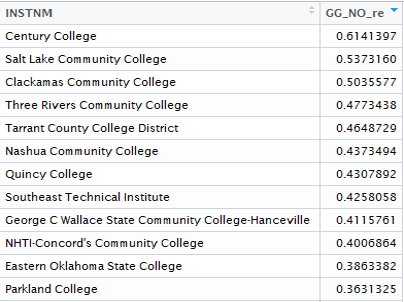 INSTNM GG_NO_re
Century College 0.6141397
Salt Lake Community College 0.5373160
Clackamas Community College 0.5035577
Three Rivers Community College 0.4773438
Tarrant County College District 0.4648729
Nashua Community College 0.4373494
Quincy College 0.4307892
Southeast Technical Institute 0.4258058
George C Wallace State Community College-Hanceville 0.4115761
NHTI-Concord's Community College 0.4006864
Eastern Oklahoma State College 0.3863382
Parkland College 0.3631325